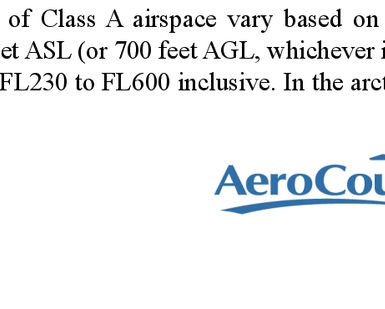 of Class A airspace vary based on
et ASL (or 700 feet AGL, whichever i
FL230 to FL600 inclusive. In the arct
AeroCou